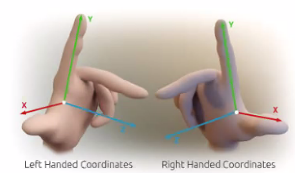 Y
Y
X
X
Left Handed Coordinates
Right Handed Coordinates